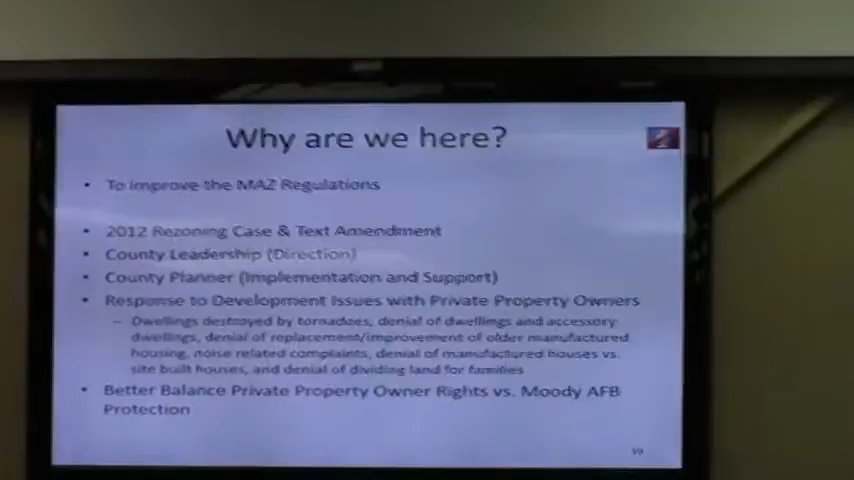 Why are we here?
• To improve the MAZ Regulations
• 2012 Rezoning Case & Text Amendment
• County Leadership (Direction)
• County Planner (Implementation and Support)
• Response to Development Issues with Private Property Owners
– Dwellings destroyed by tornadoes, denial of dwellings and accessory
dwellings, denial of replacement/improvement of older manufactured
housing, noise related complaints, denial of manufactured houses vs.
site built houses, and denial of dividing land for families
• Better Balance Private Property Owner Rights vs. Moody AFB
Protection